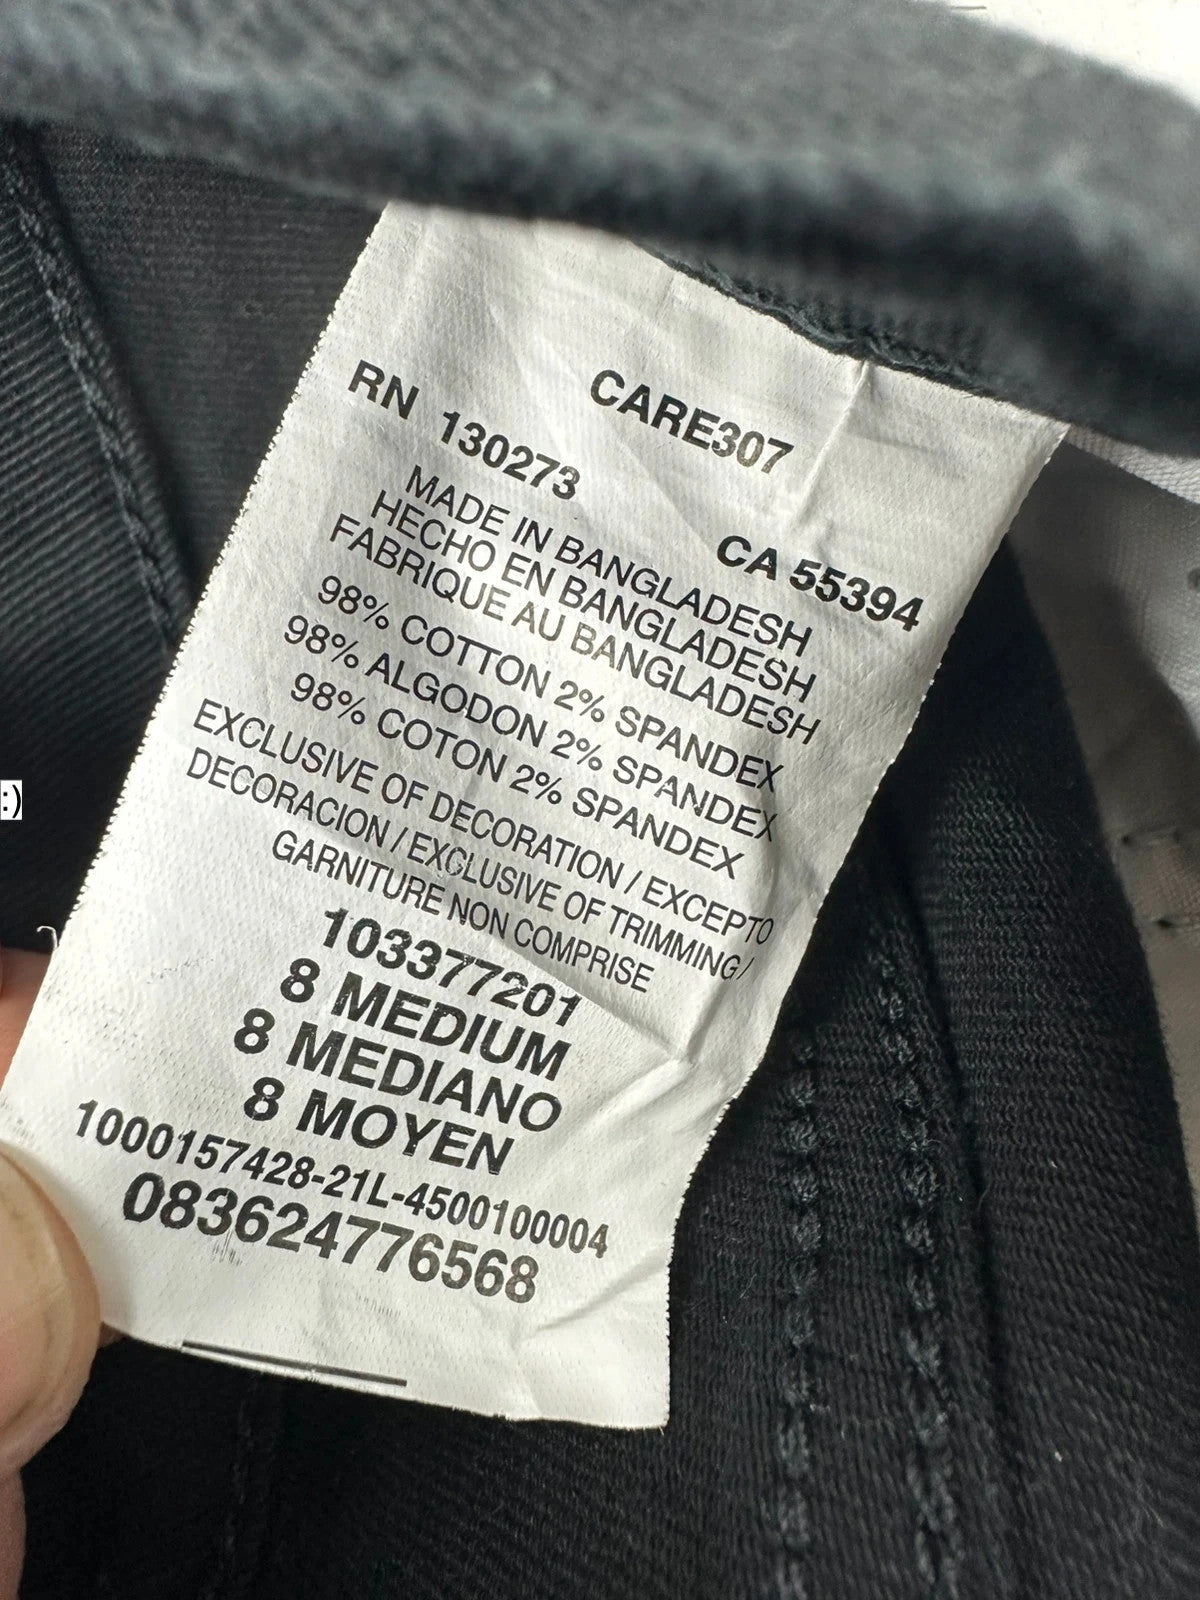 CARE307
RN 130273
CA 55394
MADE IN BANGLADESH
HECHO EN BANGLADESH
FABRIQUE AU BANGLADESH
98% COTTON 2% SPANDEX
98% ALGODON 2% SPANDEX
98% COTON 2% SPANDEX
EXCLUSIVE OF DECORATION / EXCEPTO
DECORACION / EXCLUSIVE OF TRIMMING /
GARNITURE NON COMPRISE
103377201
8 MEDIUM
8 MEDIANO
8 MOYEN
1000157428-21L-4500100004
083624776568
:)